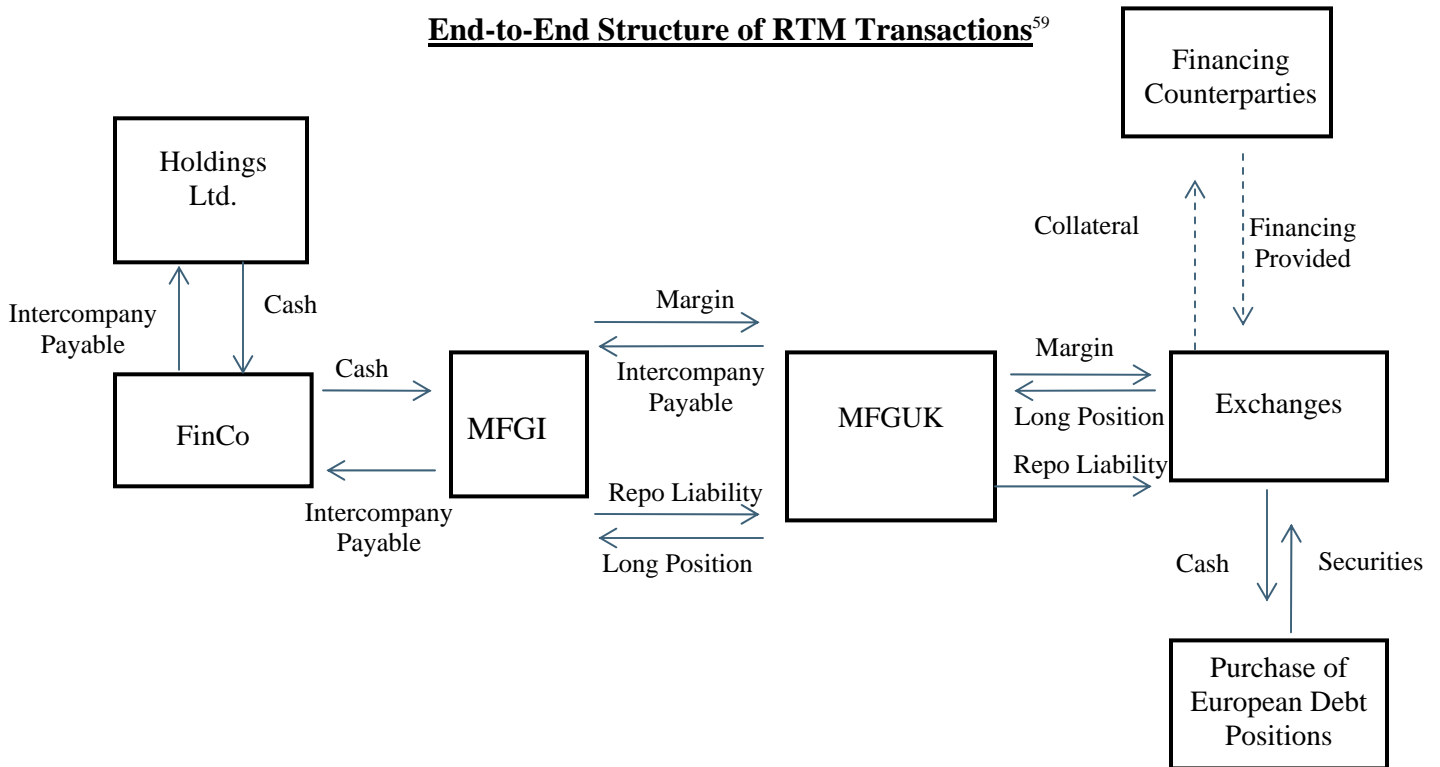 End-to-End Structure of RTM Transactions59
Financing
Counterparties
Holdings
Ltd.
Collateral
Financing
Provided
Intercompany
Payable
Cash
Margin
Cash
Intercompany
Payable
Margin
FinCo
MFGI
MFGUK
Long Position
Exchanges
Repo Liability
Intercompany
Payable
Repo Liability
Long Position
Cash
Securities
Purchase of
European Debt
Positions